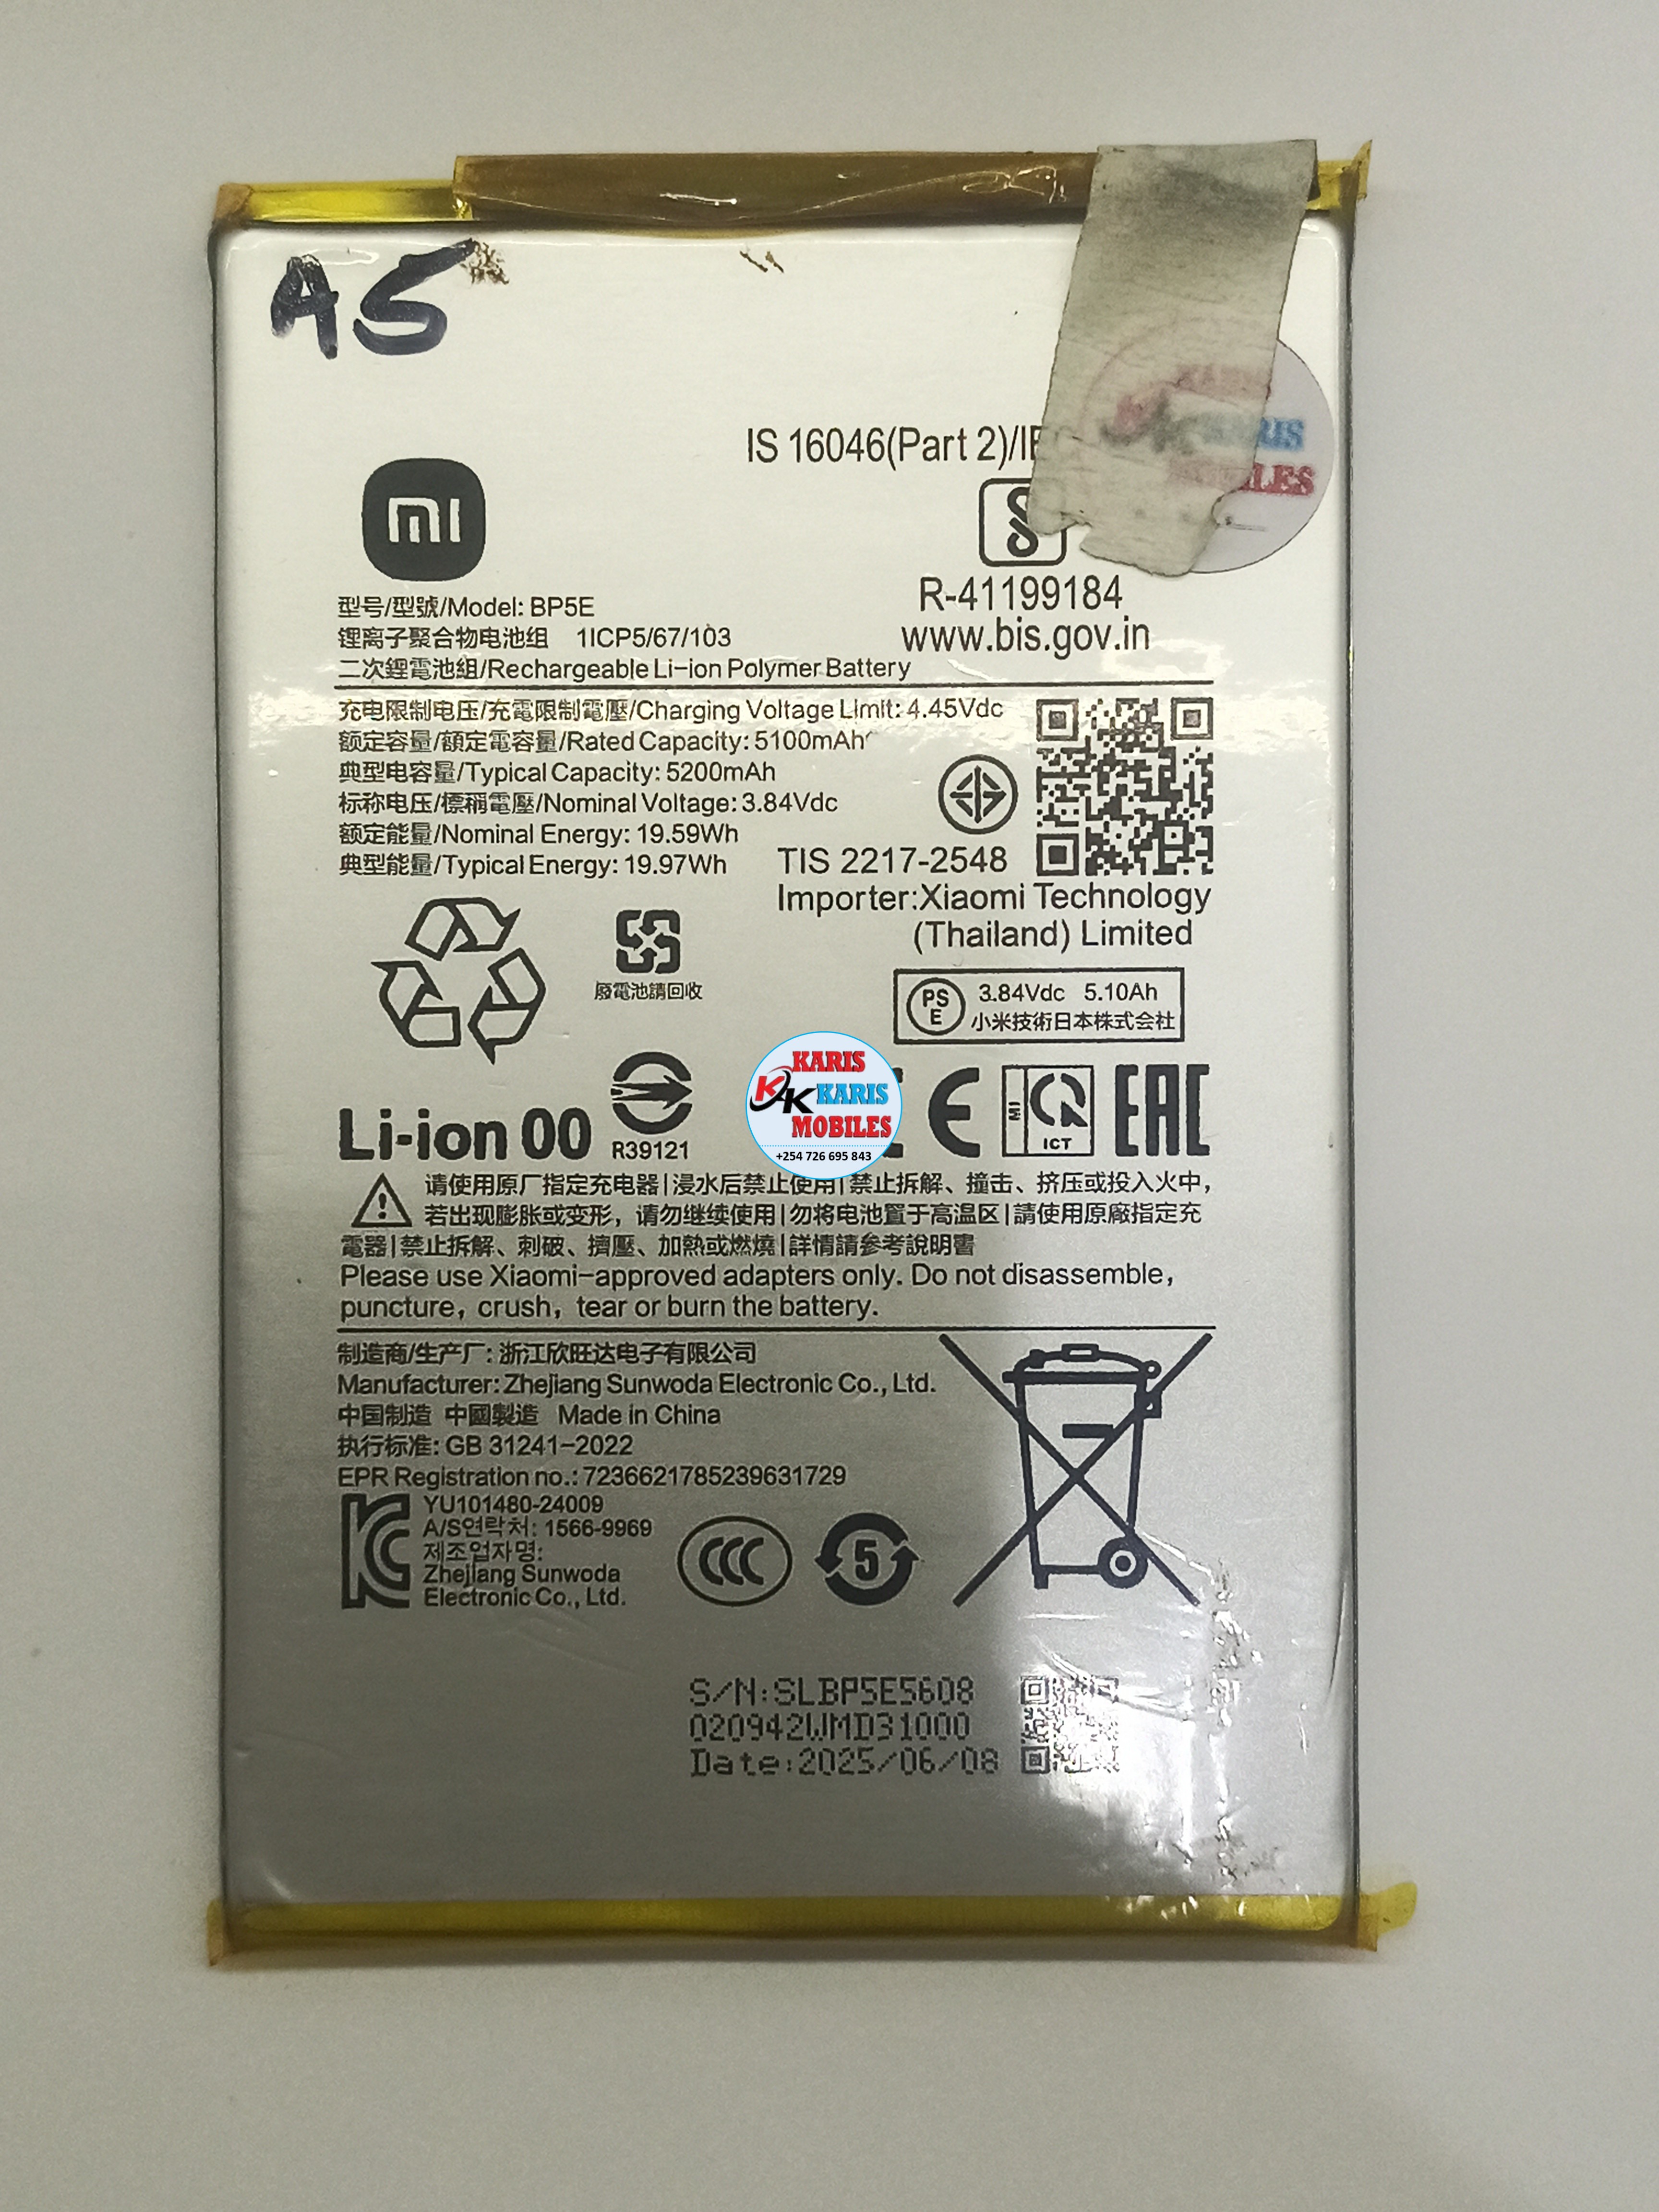 A5
IS 16046(Part 2)/IE
KARIS
KARIS
MOBILES
mi
R-41199184
www.bis.gov.in
型号/型號/Model: BP5E
锂离子聚合物电池组 1ICP5/67/103
二次鋰電池組/Rechargeable Li-ion Polymer Battery
充电限制电压/充電限制電壓/Charging Voltage Limit: 4.45Vdc
额定容量/額定電容量/Rated Capacity: 5100mAh
典型电容量/Typical Capacity: 5200mAh
标称电压/標稱電壓/Nominal Voltage: 3.84Vdc
额定能量/Nominal Energy: 19.59Wh
典型能量/Typical Energy: 19.97Wh
TIS 2217-2548
Importer:Xiaomi Technology
(Thailand) Limited
廢電池請回收
PS E 3.84Vdc 5.10Ah
小米技術日本株式会社
Li-ion 00
R39121
KARIS
KK KARIS
MOBILES
+254 726 695 843
CE
MI ICT
EAC
请使用原厂指定充电器|浸水后禁止使用|禁止拆解、撞击、挤压或投入火中,
若出现膨胀或变形，请勿继续使用|勿将电池置于高温区|請使用原廠指定充
電器|禁止拆解、刺破、擠壓、加熱或燃燒|詳情請參考說明書
Please use Xiaomi-approved adapters only. Do not disassemble,
puncture, crush, tear or burn the battery.
制造商/生产厂: 浙江欣旺达电子有限公司
Manufacturer: Zhejiang Sunwoda Electronic Co., Ltd.
中国制造 中國製造 Made in China
执行标准: GB 31241-2022
EPR Registration no.: 7236621785239631729
YU101480-24009
A/S연락처: 1566-9969
제조업자명:
Zhejiang Sunwoda
Electronic Co., Ltd.
CCC
5
S/N:SLBP5E5608
020942WMD31000
Date:2025/06/08